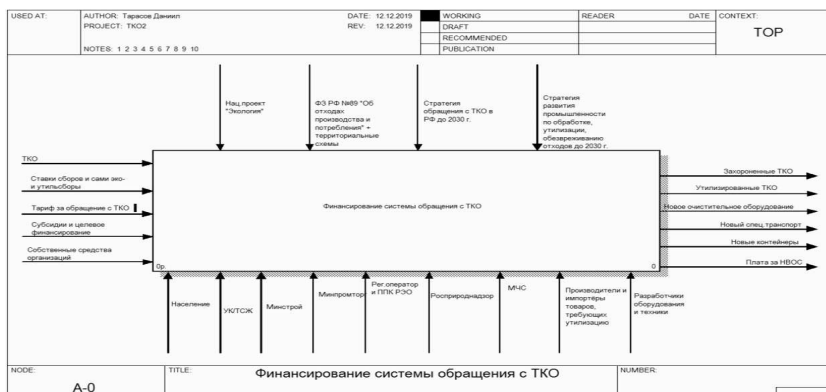 USED AT:
AUTHOR: Тарасов Даниил
DATE: 12.12.2019
WORKING
READER
DATE
CONTEXT:
PROJECT: ТКО2
REV: 12.12.2019
DRAFT
TOP
RECOMMENDED
NOTES: 1 2 3 4 5 6 7 8 9 10
PUBLICATION
Нац.проект
"Экология"
ФЗ РФ №89 "Об
отходах
производства и
потребления" +
территориальные
схемы
Стратегия
обращения с ТКО в
РФ до 2030 г.
Стратегия
развития
промышленности
по обработке,
утилизации,
обезвреживанию
отходов до 2030 г.
ТКО
Ставки сборов и сами эко-
и утильсборы
Тариф за обращение с ТКО
Субсидии и целевое
финансирование
Собственные средства
организаций
Финансирование системы обращения с ТКО
0р.
0
Захороненные ТКО
Утилизированные ТКО
Новое очистительное оборудование
Новый спец.транспорт
Новые контейнеры
Плата за НВОС
Население
УК/ТСЖ
Минстрой
Минпромторг
Рег.оператор
и ППК РЭО
Росприроднадзор
МЧС
Производители и
импортёры
товаров,
требующих
утилизацию
Разработчики
оборудования
и техники
NODE:
TITLE:
Финансирование системы обращения с ТКО
NUMBER:
A-0